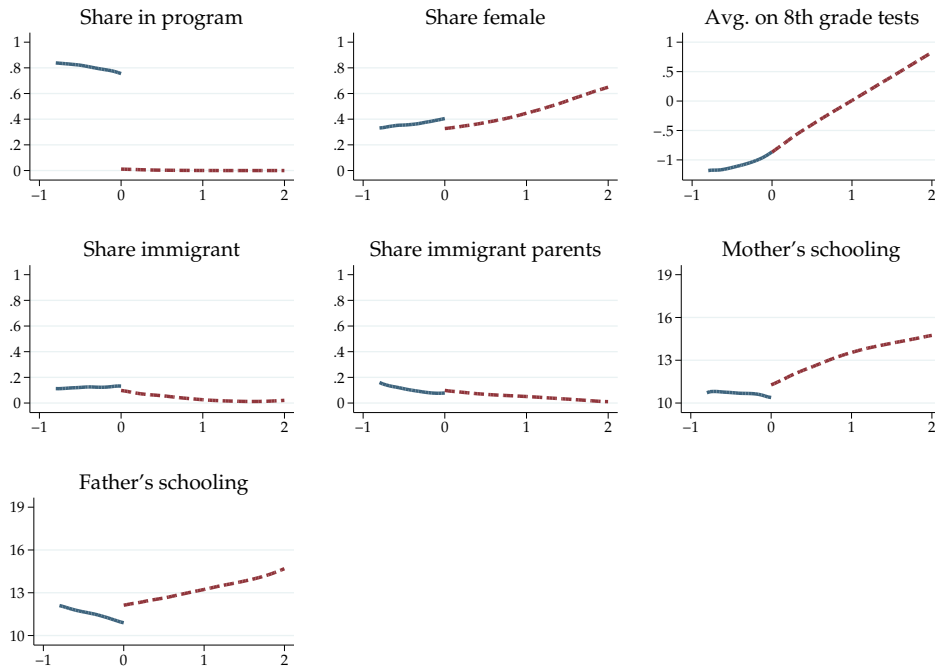 Share in program
1
.8
.6
.4
.2
0
−1 0 1 2
Share female
1
.8
.6
.4
.2
0
−1 0 1 2
Avg. on 8th grade tests
1
.5
0
−.5
−1
−1 0 1 2
Share immigrant
1
.8
.6
.4
.2
0
−1 0 1 2
Share immigrant parents
1
.8
.6
.4
.2
0
−1 0 1 2
Mother’s schooling
19
16
13
10
−1 0 1 2
Father’s schooling
19
16
13
10
−1 0 1 2